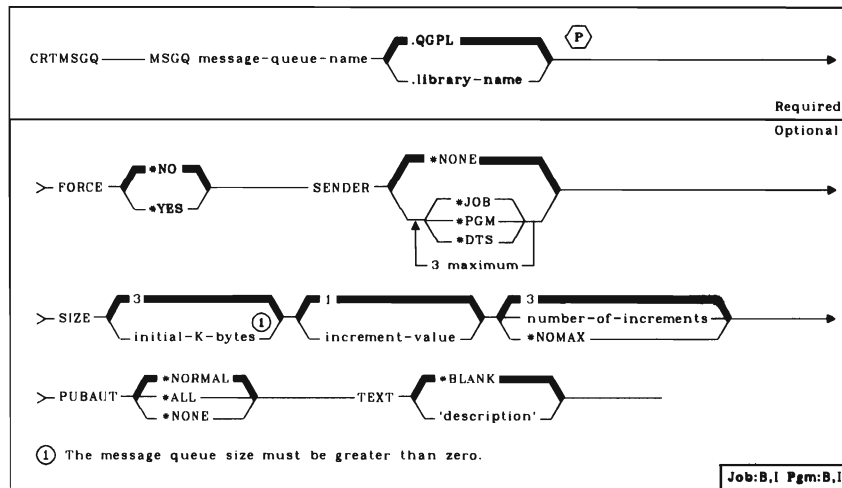 .QGPL
P
CRTMSGQ MSGQ message-queue-name
.library-name
Required
Optional
*NO
*NONE
FORCE SENDER
*YES
*JOB
*PGM
*DTS
3 maximum
3 1 3
number-of-increments
SIZE
initial-K-bytes 1 increment-value
*NOMAX
*NORMAL *BLANK
PUBAUT *ALL TEXT
*NONE 'description'
1 The message queue size must be greater than zero.
Job:B,I Pgm:B,I